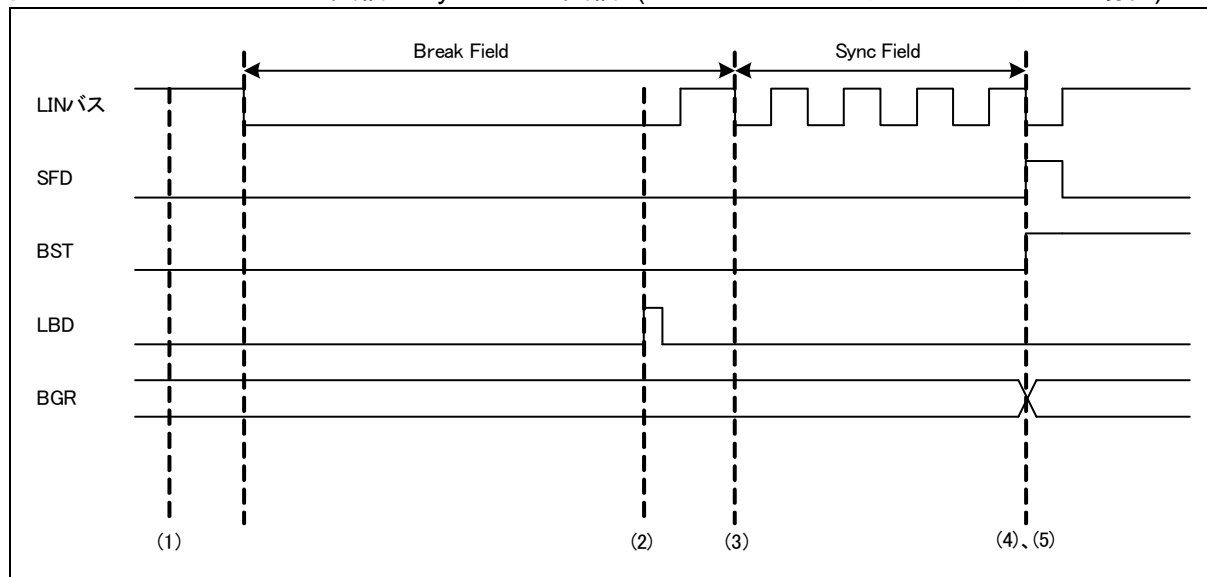 Break Field
Sync Field
LINバス
SFD
BST
LBD
BGR
(1)
(2)
(3)
(4)、(5)